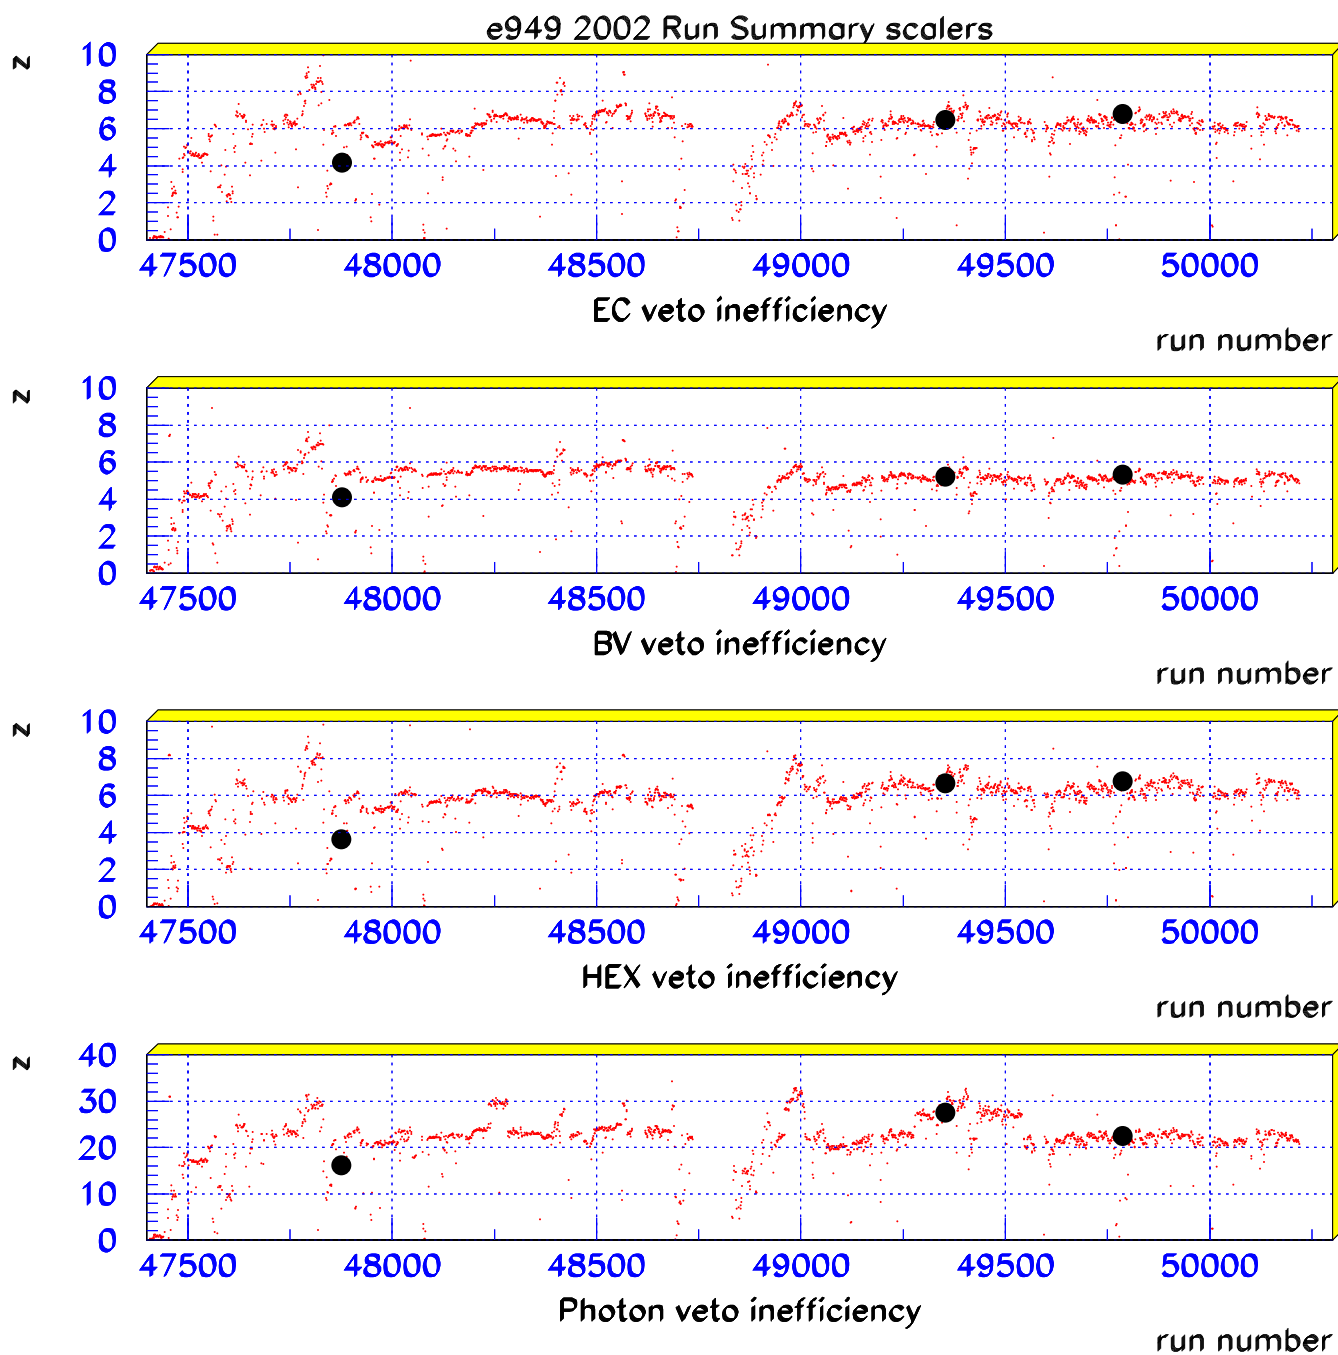 e949 2002 Run Summary scalers
z
10
8
6
4
2
0
47500 48000 48500 49000 49500 50000
EC veto inefficiency
run number
z
10
8
6
4
2
0
47500 48000 48500 49000 49500 50000
BV veto inefficiency
run number
z
10
8
6
4
2
0
47500 48000 48500 49000 49500 50000
HEX veto inefficiency
run number
z
40
30
20
10
0
47500 48000 48500 49000 49500 50000
Photon veto inefficiency
run number